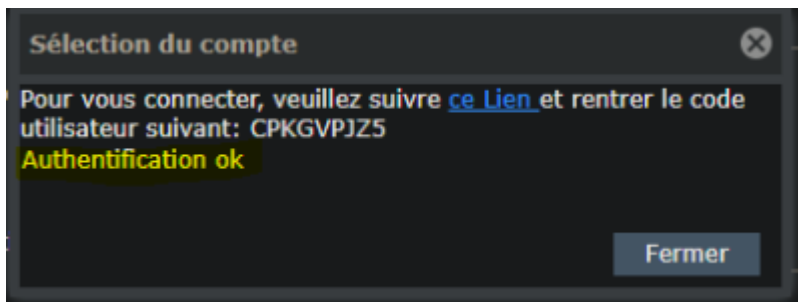 Sélection du compte
Pour vous connecter, veuillez suivre ce Lien et rentrer le code
utilisateur suivant: CPKGVPJZ5
Authentification ok
Fermer